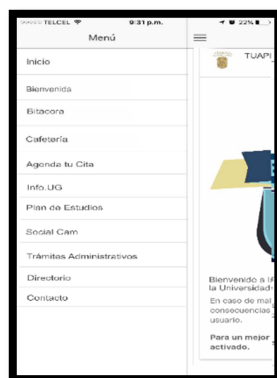 TELCEL 9:31 p.m. 22%
Menú
Inicio
Bienvenida
Bitácora
Cafetería
Agenda tu Cita
Info.UG
Plan de Estudios
Social Cam
Trámites Administrativos
Directorio
Contacto
TUAPI
Bienvenido a
la Universidad
En caso de mal
consecuencias
usuario.
Para un mejor
activado.